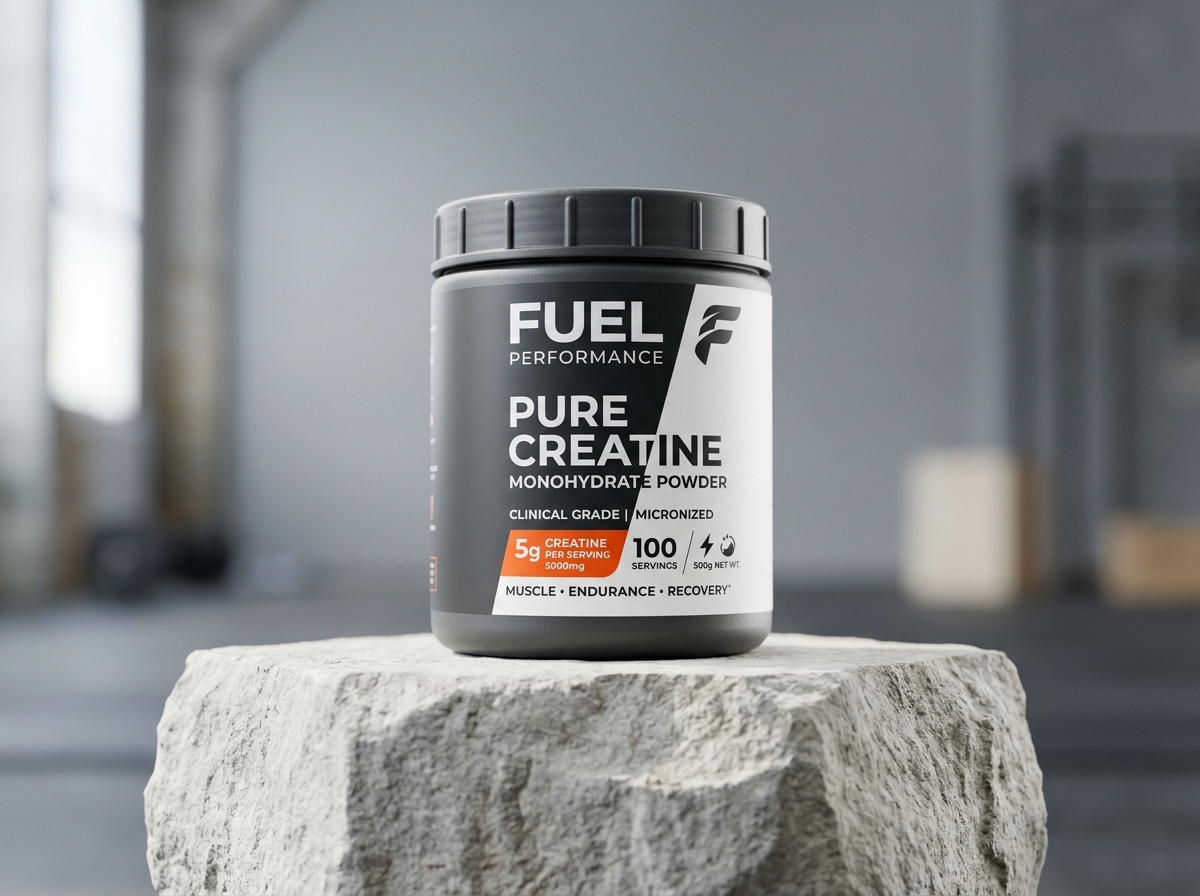 FUEL
PERFORMANCE
PURE
CREATINE
MONOHYDRATE POWDER
CLINICAL GRADE | MICRONIZED
5g CREATINE
PER SERVING
5000mg
100
SERVINGS
500g NET WT.
MUSCLE • ENDURANCE • RECOVERY*